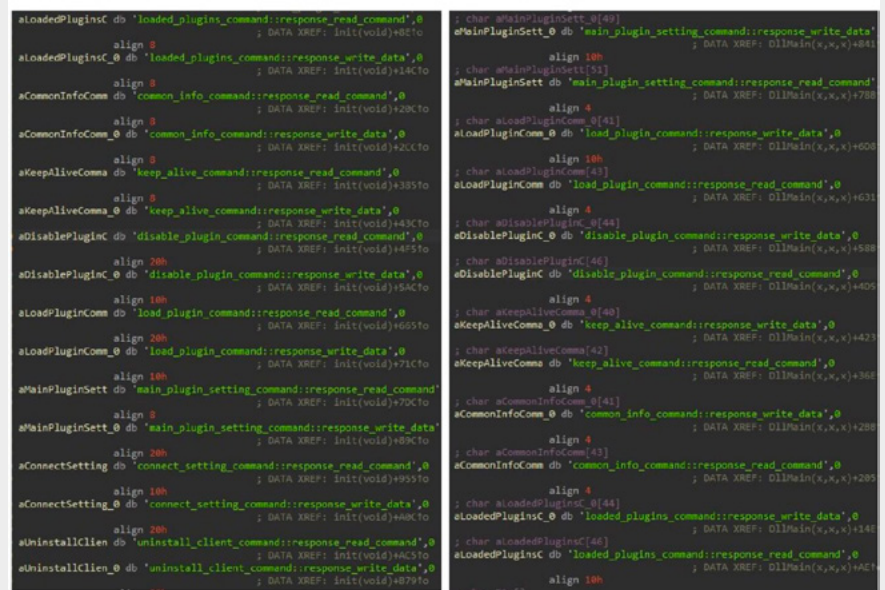 aLoadedPluginsC db 'loaded_plugins_command::response_read_command',0
; DATA XREF: init(void)+8E↑o
align 8
aLoadedPluginsC_0 db 'loaded_plugins_command::response_write_data',0
; DATA XREF: init(void)+14C↑o
align 8
aCommonInfoComm db 'common_info_command::response_read_command',0
; DATA XREF: init(void)+20C↑o
align 8
aCommonInfoComm_0 db 'common_info_command::response_write_data',0
; DATA XREF: init(void)+2CC↑o
align 8
aKeepAliveComma db 'keep_alive_command::response_read_command',0
; DATA XREF: init(void)+385↑o
align 8
aKeepAliveComma_0 db 'keep_alive_command::response_write_data',0
; DATA XREF: init(void)+43C↑o
aDisablePluginC db 'disable_plugin_command::response_read_command',0
; DATA XREF: init(void)+4F5↑o
align 20h
aDisablePluginC_0 db 'disable_plugin_command::response_write_data',0
; DATA XREF: init(void)+5AC↑o
align 10h
aLoadPluginComm db 'load_plugin_command::response_read_command',0
; DATA XREF: init(void)+665↑o
align 20h
aLoadPluginComm_0 db 'load_plugin_command::response_write_data',0
; DATA XREF: init(void)+71C↑o
align 10h
aMainPluginSett db 'main_plugin_setting_command::response_read_command'
; DATA XREF: init(void)+7DC↑o
align 8
aMainPluginSett_0 db 'main_plugin_setting_command::response_write_data'
; DATA XREF: init(void)+89C↑o
align 20h
aConnectSetting db 'connect_setting_command::response_read_command',0
; DATA XREF: init(void)+955↑o
align 10h
aConnectSetting_0 db 'connect_setting_command::response_write_data',0
; DATA XREF: init(void)+A0C↑o
align 20h
aUninstallClien db 'uninstall_client_command::response_read_command',0
; DATA XREF: init(void)+AC5↑o
aUninstallClien_0 db 'uninstall_client_command::response_write_data',0
; DATA XREF: init(void)+B79↑o
; char aMainPluginSett_0[49]
aMainPluginSett_0 db 'main_plugin_setting_command::response_write_data'
; DATA XREF: DllMain(x,x,x)+841
align 10h
; char aMainPluginSett[51]
aMainPluginSett db 'main_plugin_setting_command::response_read_command'
; DATA XREF: DllMain(x,x,x)+788
align 4
; char aLoadPluginComm_0[41]
aLoadPluginComm_0 db 'load_plugin_command::response_write_data',0
; DATA XREF: DllMain(x,x,x)+6D8
align 10h
; char aLoadPluginComm[43]
aLoadPluginComm db 'load_plugin_command::response_read_command',0
; DATA XREF: DllMain(x,x,x)+631
align 4
; char aDisablePluginC_0[44]
aDisablePluginC_0 db 'disable_plugin_command::response_write_data',0
; DATA XREF: DllMain(x,x,x)+588
; char aDisablePluginC[46]
aDisablePluginC db 'disable_plugin_command::response_read_command',0
; DATA XREF: DllMain(x,x,x)+4D5
align 4
; char aKeepAliveComma_0[40]
aKeepAliveComma_0 db 'keep_alive_command::response_write_data',0
; DATA XREF: DllMain(x,x,x)+423
; char aKeepAliveComma[42]
aKeepAliveComma db 'keep_alive_command::response_read_command',0
; DATA XREF: DllMain(x,x,x)+36E
align 4
; char aCommonInfoComm_0[41]
aCommonInfoComm_0 db 'common_info_command::response_write_data',0
; DATA XREF: DllMain(x,x,x)+288
align 4
; char aCommonInfoComm[43]
aCommonInfoComm db 'common_info_command::response_read_command',0
; DATA XREF: DllMain(x,x,x)+205
align 4
; char aLoadedPluginsC_0[44]
aLoadedPluginsC_0 db 'loaded_plugins_command::response_write_data',0
; DATA XREF: DllMain(x,x,x)+14E
; char aLoadedPluginsC[46]
aLoadedPluginsC db 'loaded_plugins_command::response_read_command',0
; DATA XREF: DllMain(x,x,x)+AE↑
align 10h